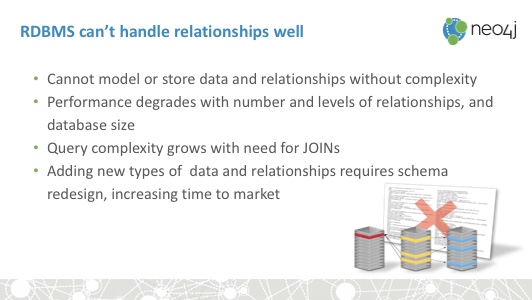 RDBMS can't handle relationships well
neo4j
• Cannot model or store data and relationships without complexity
• Performance degrades with number and levels of relationships, and
database size
• Query complexity grows with need for JOINs
• Adding new types of  data and relationships requires schema
redesign, increasing time to market